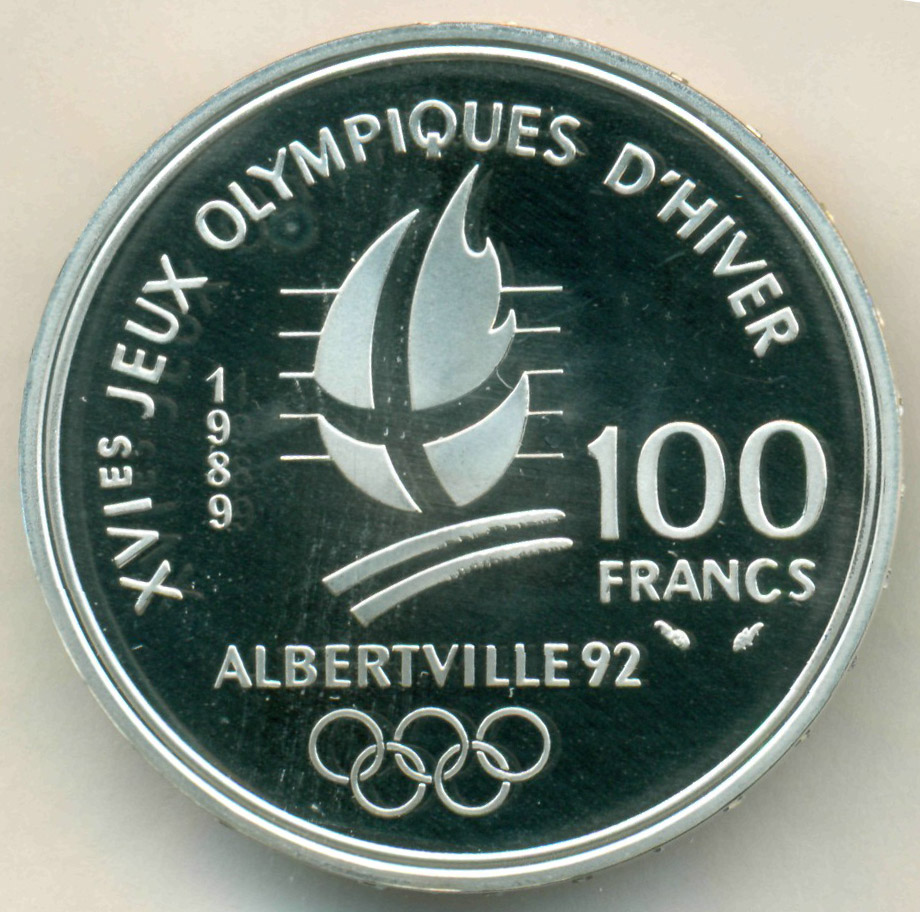 XVIES JEUX OLYMPIQUES D'HIVER
1989
100
FRANCS
ALBERTVILLE 92